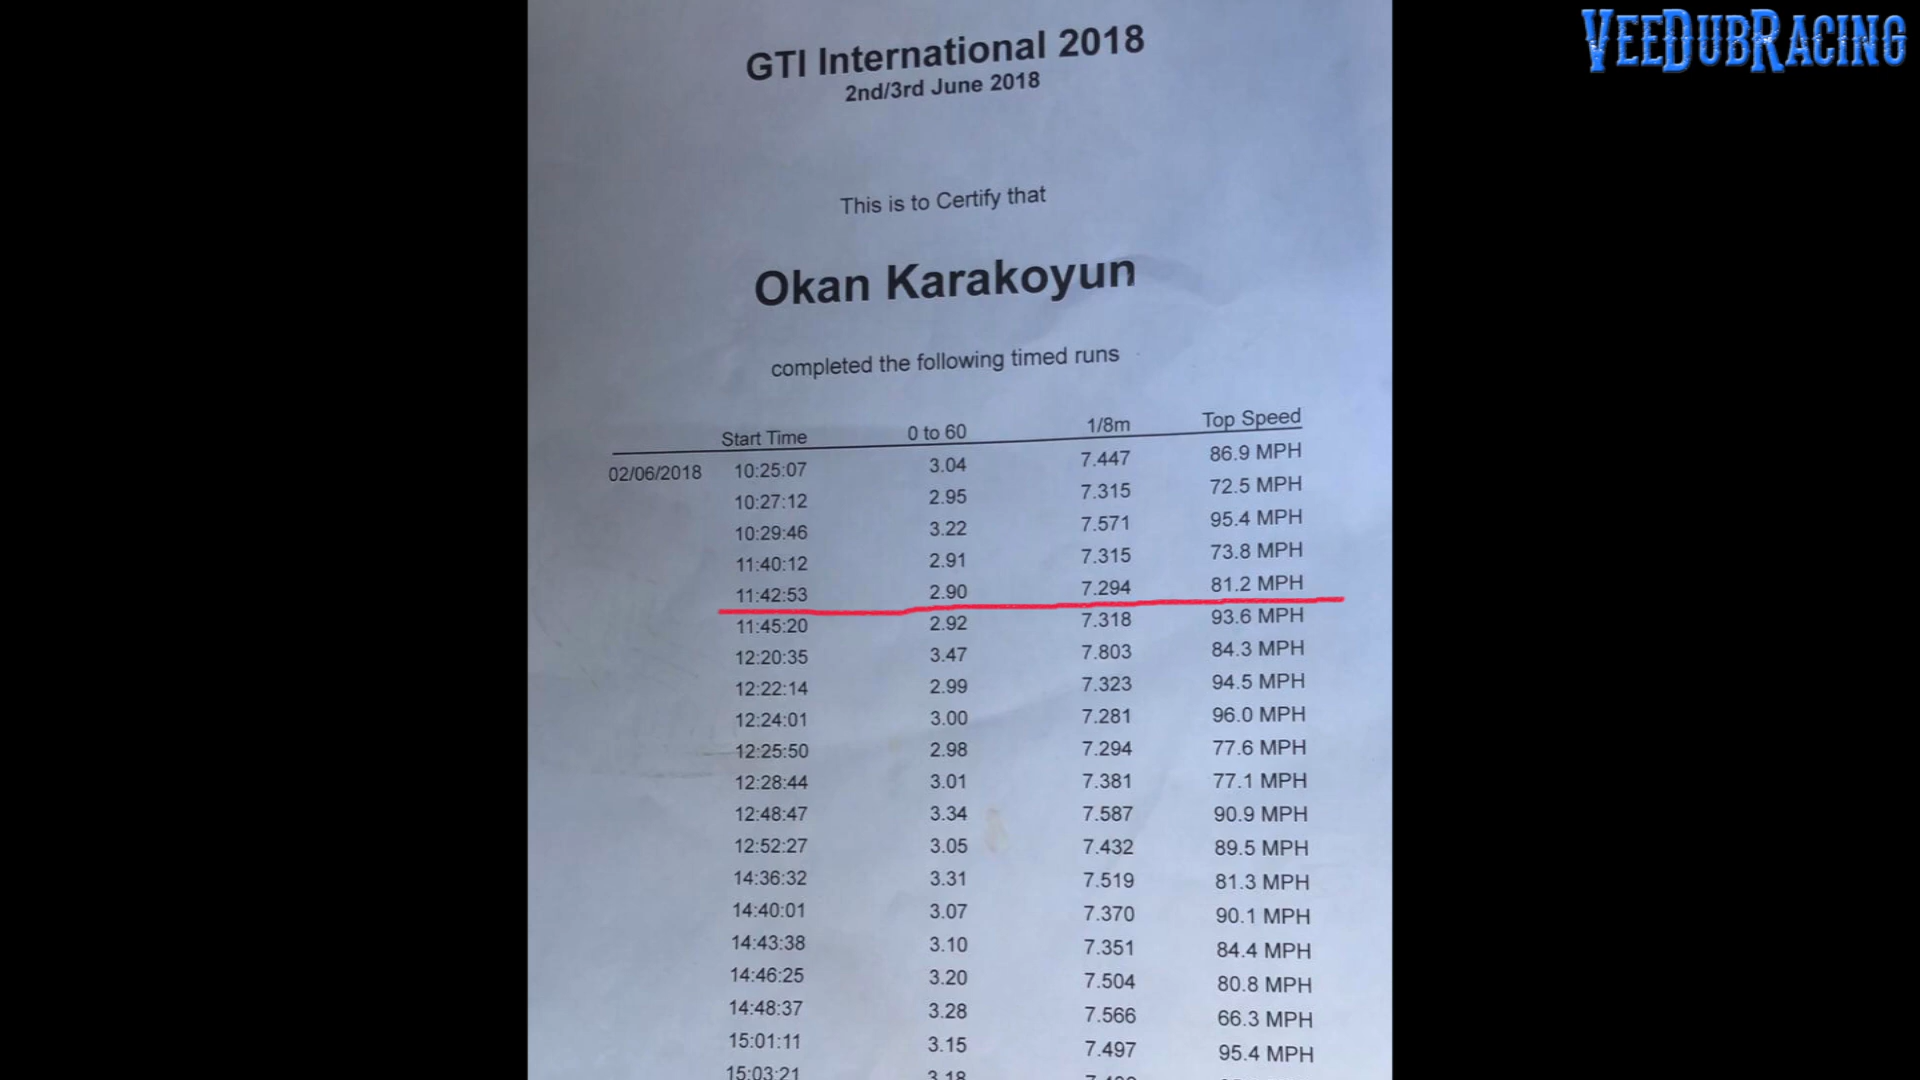 VeeDubRacing
GTI International 2018
2nd/3rd June 2018
This is to Certify that
Okan Karakoyun
completed the following timed runs
Start Time 0 to 60 1/8m Top Speed
02/06/2018 10:25:07 3.04 7.447 86.9 MPH
10:27:12 2.95 7.315 72.5 MPH
10:29:46 3.22 7.571 95.4 MPH
11:40:12 2.91 7.315 73.8 MPH
11:42:53 2.90 7.294 81.2 MPH
11:45:20 2.92 7.318 93.6 MPH
12:20:35 3.47 7.803 84.3 MPH
12:22:14 2.99 7.323 94.5 MPH
12:24:01 3.00 7.281 96.0 MPH
12:25:50 2.98 7.294 77.6 MPH
12:28:44 3.01 7.381 77.1 MPH
12:48:47 3.34 7.587 90.9 MPH
12:52:27 3.05 7.432 89.5 MPH
14:36:32 3.31 7.519 81.3 MPH
14:40:01 3.07 7.370 90.1 MPH
14:43:38 3.10 7.351 84.4 MPH
14:46:25 3.20 7.504 80.8 MPH
14:48:37 3.28 7.566 66.3 MPH
15:01:11 3.15 7.497 95.4 MPH
15:03:21 3.18